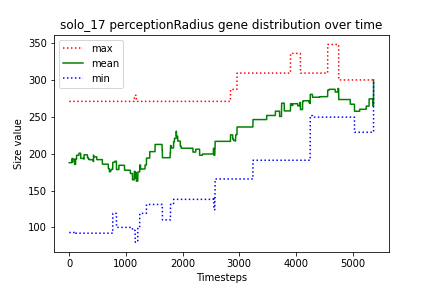 solo_17 perceptionRadius gene distribution over time
max
mean
min
Size value
350
300
250
200
150
100
0
1000
2000
3000
4000
5000
Timesteps